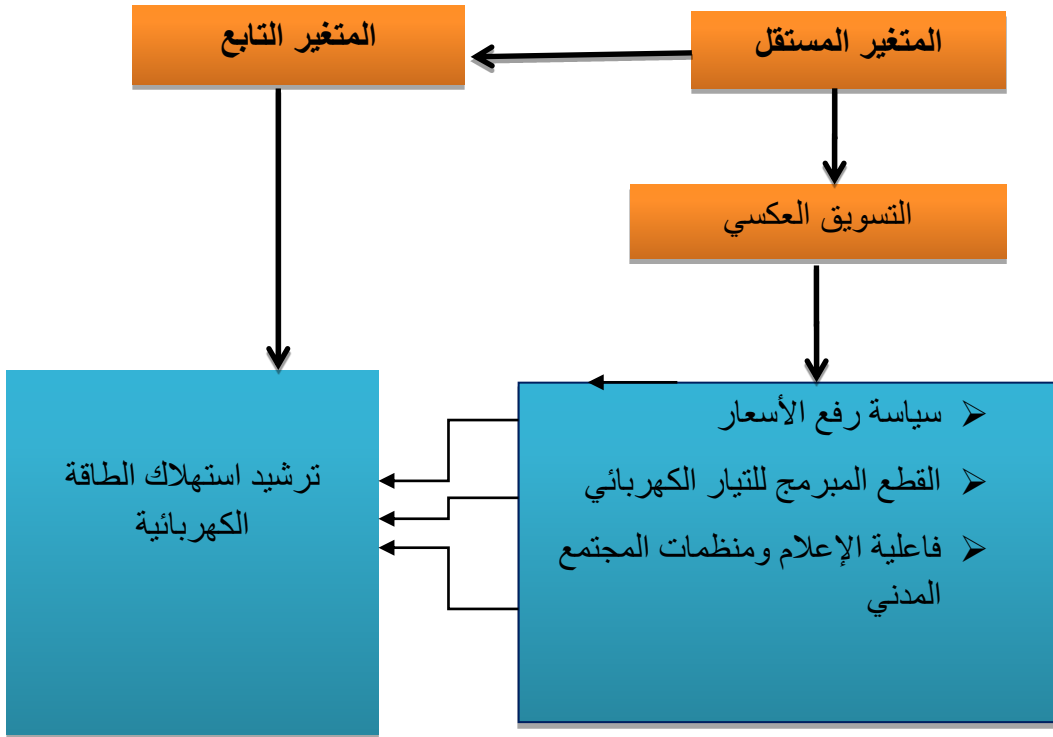 المتغير المستقل
المتغير التابع
التسويق العكسي
سياسة رفع الأسعار
القطع المبرمج للتيار الكهربائي
فاعلية الإعلام ومنظمات المجتمع
المدني
ترشيد استهلاك الطاقة
الكهربائية